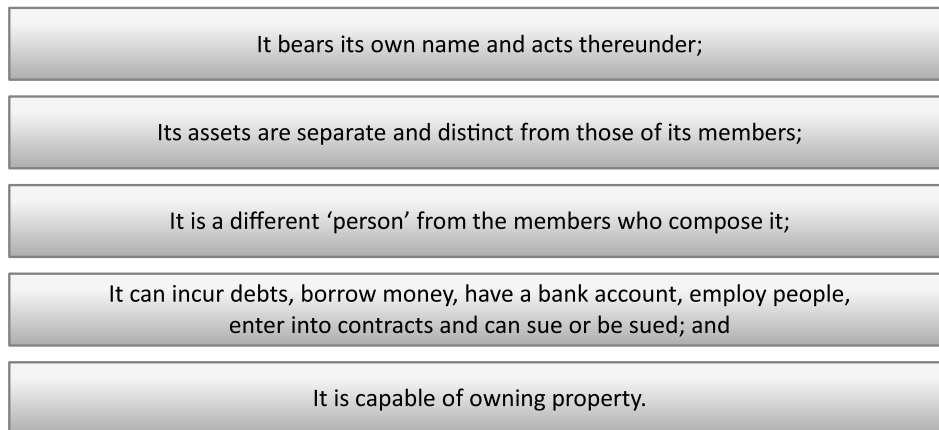 It bears its own name and acts thereunder;
Its assets are separate and distinct from those of its members;
It is a different ‘person’ from the members who compose it;
It can incur debts, borrow money, have a bank account, employ people,
enter into contracts and can sue or be sued; and
It is capable of owning property.